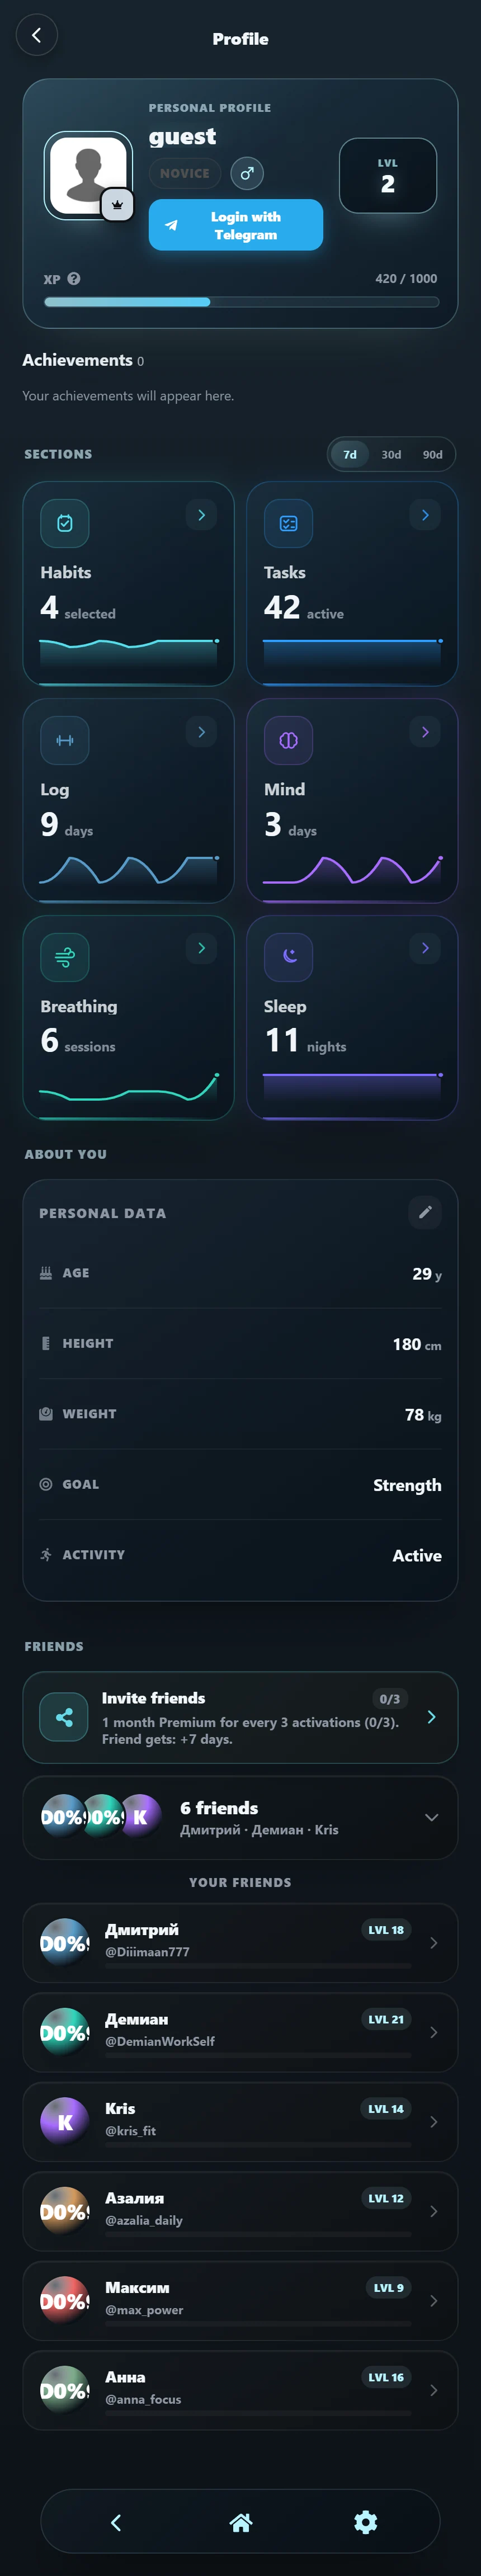 Profile
PERSONAL PROFILE
guest
NOVICE
Login with
Telegram
LVL
2
XP ?
420 / 1000
Achievements 0
Your achievements will appear here.
SECTIONS
7d 30d 90d
Habits
4 selected
Tasks
42 active
Log
9 days
Mind
3 days
Breathing
6 sessions
Sleep
11 nights
ABOUT YOU
PERSONAL DATA
AGE
29 y
HEIGHT
180 cm
WEIGHT
78 kg
GOAL
Strength
ACTIVITY
Active
FRIENDS
Invite friends
0/3
1 month Premium for every 3 activations (0/3).
Friend gets: +7 days.
K
6 friends
Дмитрий · Демиан · Kris
YOUR FRIENDS
Дмитрий
LVL 18
@Diiimaan777
Демиан
LVL 21
@DemianWorkSelf
K
Kris
LVL 14
@kris_fit
Азалия
LVL 12
@azalia_daily
Максим
LVL 9
@max_power
Анна
LVL 16
@anna_focus